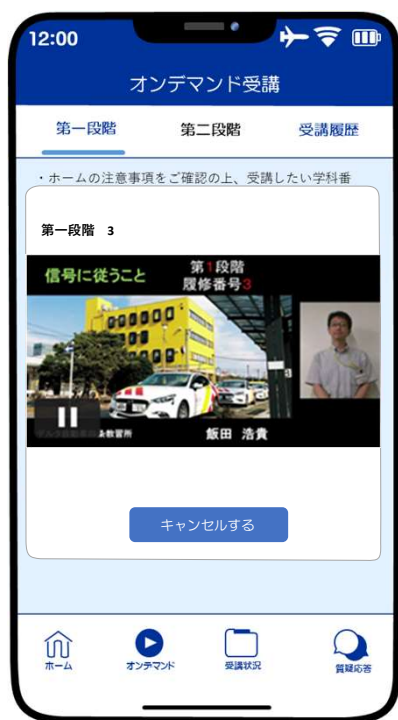 12:00
オンデマンド受講
第一段階
第二段階
受講履歴
・ホームの注意事項をご確認の上、受講したい学科番
第一段階 3
信号に従うこと
第1段階
履修番号3
教習所
飯田 浩貴
キャンセルする
ホーム
オンデマンド
受講状況
質疑応答